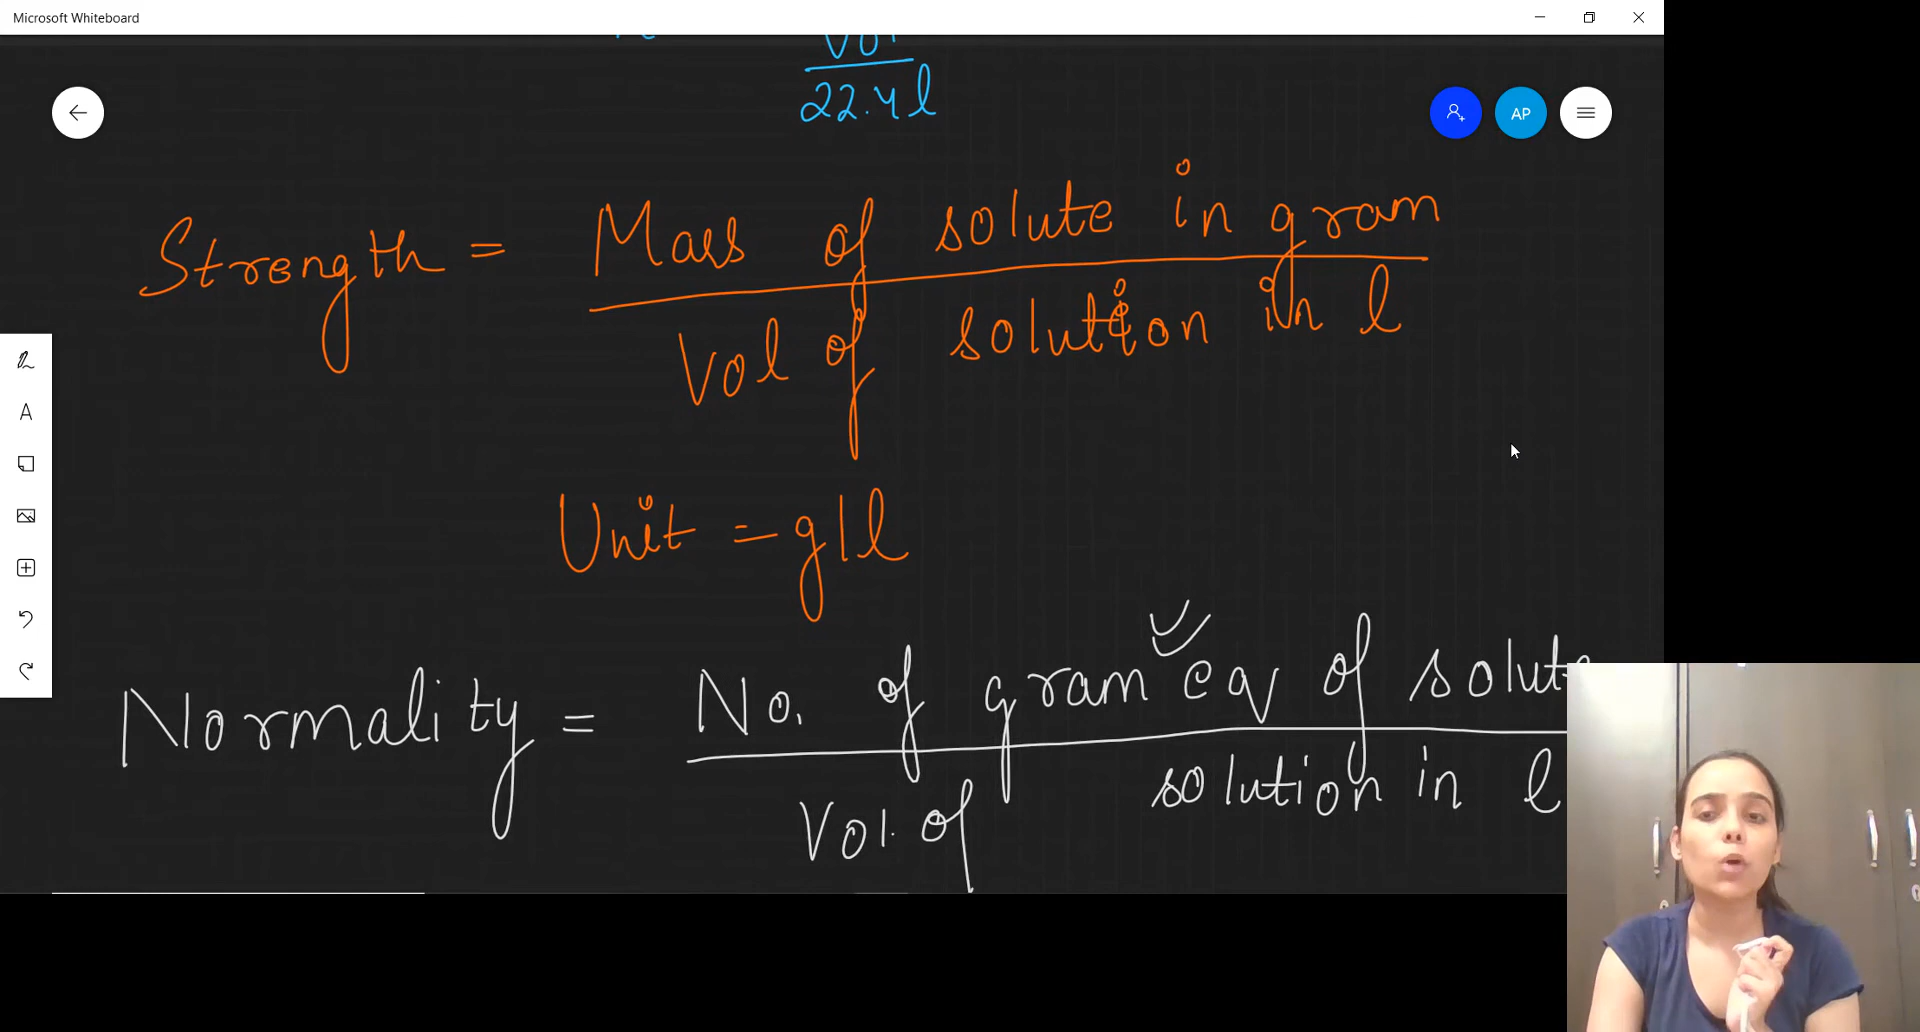 Microsoft Whiteboard
22.4 l
AP
Strength = Mass of solute in gram
Vol of solution in l
Unit = g/l
Normality = No. of gram eq of solute
Vol. of solution in l